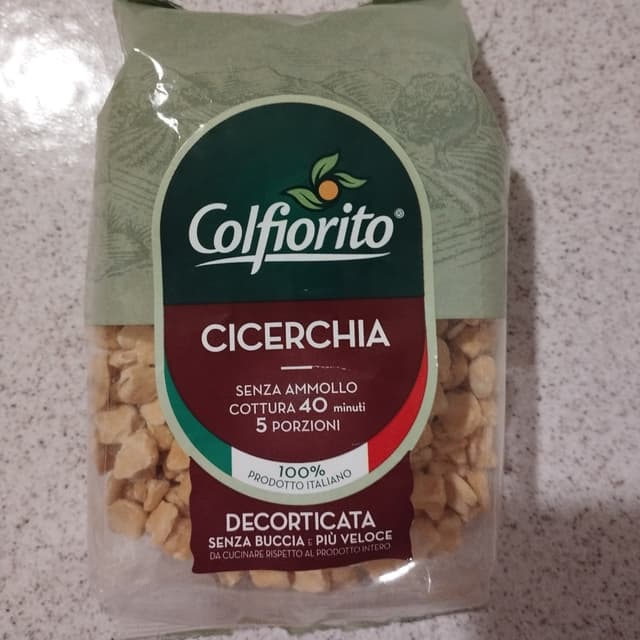 Colfiorito®
CICERCHIA
SENZA AMMOLLO
COTTURA 40 minuti
5 PORZIONI
100%
PRODOTTO ITALIANO
DECORTICATA
SENZA BUCCIA E PIÙ VELOCE
DA CUCINARE RISPETTO AL PRODOTTO INTERO